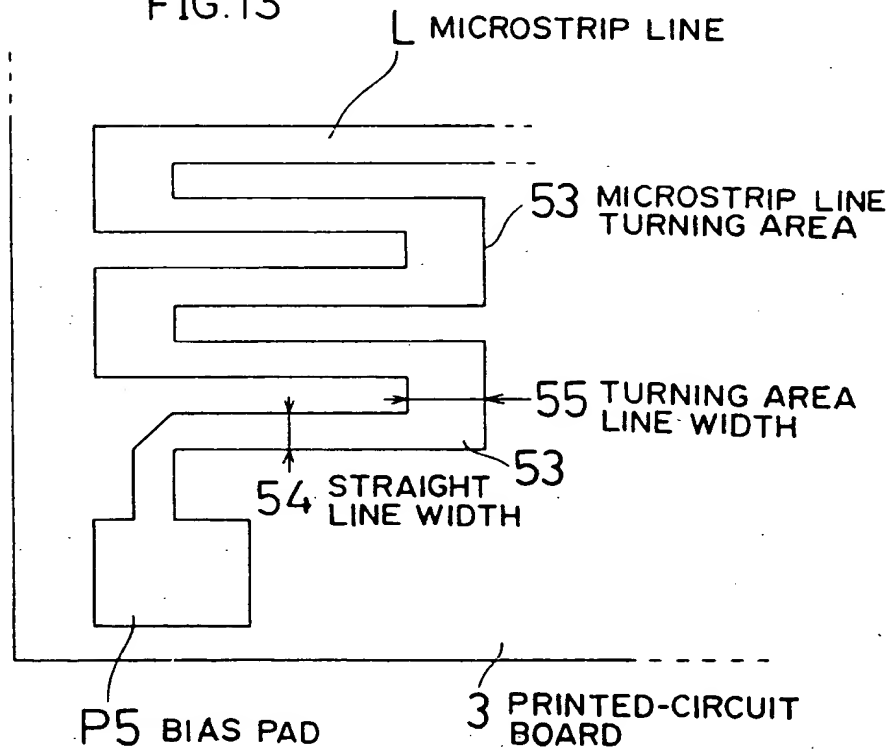 FIG.13
L MICROSTRIP LINE
53 MICROSTRIP LINE
TURNING AREA
55 TURNING AREA
LINE WIDTH
53
54 STRAIGHT
LINE WIDTH
P5 BIAS PAD
3 PRINTED-CIRCUIT
BOARD